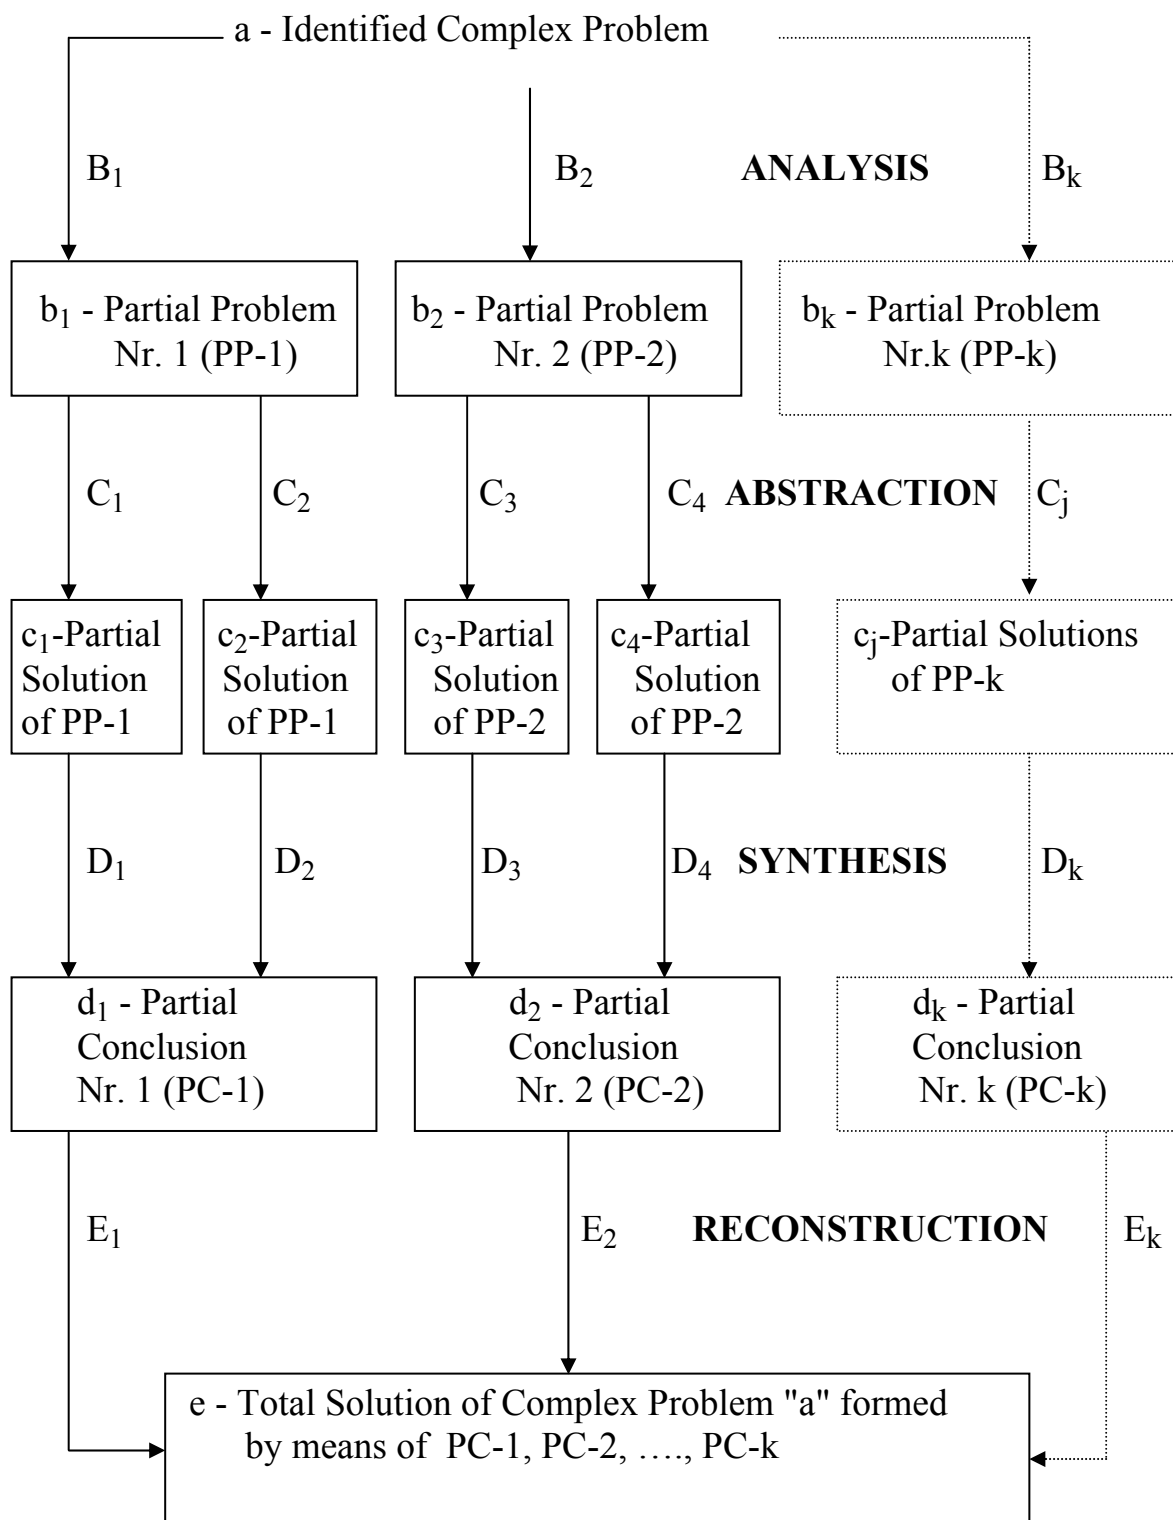 a - Identified Complex Problem
B₁ B₂ ANALYSIS Bₖ
b₁ - Partial Problem
Nr. 1 (PP-1)
b₂ - Partial Problem
Nr. 2 (PP-2)
bₖ - Partial Problem
Nr.k (PP-k)
C₁ C₂ C₃ C₄ ABSTRACTION Cⱼ
c₁-Partial
Solution
of PP-1
c₂-Partial
Solution
of PP-1
c₃-Partial
Solution
of PP-2
c₄-Partial
Solution
of PP-2
cⱼ-Partial Solutions
of PP-k
D₁ D₂ D₃ D₄ SYNTHESIS Dₖ
d₁ - Partial
Conclusion
Nr. 1 (PC-1)
d₂ - Partial
Conclusion
Nr. 2 (PC-2)
dₖ - Partial
Conclusion
Nr. k (PC-k)
E₁ E₂ RECONSTRUCTION Eₖ
e - Total Solution of Complex Problem "a" formed
by means of PC-1, PC-2, …., PC-k